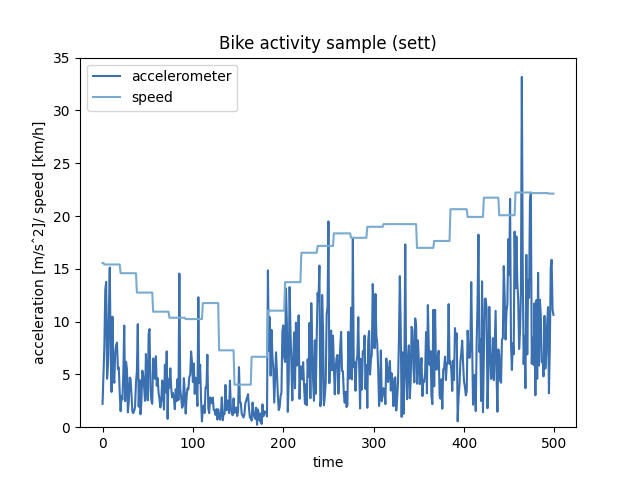 Bike activity sample (sett)
accelerometer
speed
acceleration [m/s^2]/ speed [km/h]
35
30
25
20
15
10
5
0
0 100 200 300 400 500
time